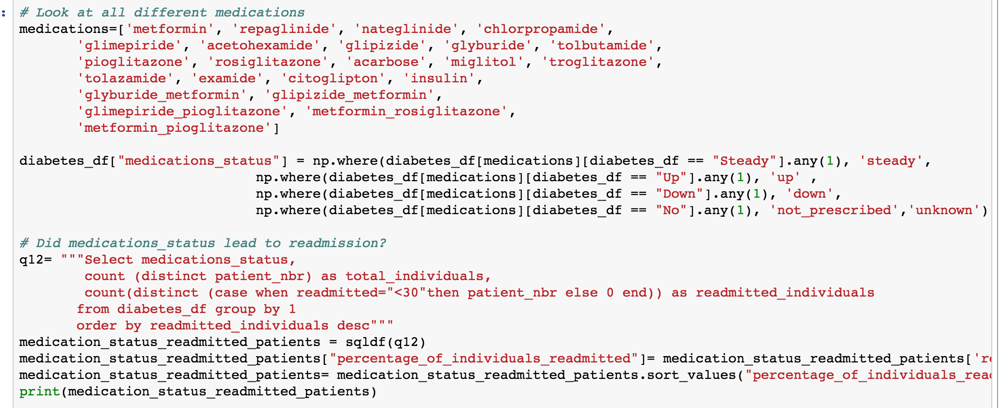 :
# Look at all different medications
medications=['metformin', 'repaglinide', 'nateglinide', 'chlorpropamide',
       'glimepiride', 'acetohexamide', 'glipizide', 'glyburide', 'tolbutamide',
       'pioglitazone', 'rosiglitazone', 'acarbose', 'miglitol', 'troglitazone',
       'tolazamide', 'examide', 'citoglipton', 'insulin',
       'glyburide_metformin', 'glipizide_metformin',
       'glimepiride_pioglitazone', 'metformin_rosiglitazone',
       'metformin_pioglitazone']
diabetes_df["medications_status"] = np.where(diabetes_df[medications][diabetes_df == "Steady"].any(1), 'steady',
                             np.where(diabetes_df[medications][diabetes_df == "Up"].any(1), 'up' ,
                             np.where(diabetes_df[medications][diabetes_df == "Down"].any(1), 'down',
                             np.where(diabetes_df[medications][diabetes_df == "No"].any(1), 'not_prescribed','unknown')
# Did medications_status lead to readmission?
q12= """Select medications_status,
        count (distinct patient_nbr) as total_individuals,
        count(distinct (case when readmitted="<30"then patient_nbr else 0 end)) as readmitted_individuals
       from diabetes_df group by 1
       order by readmitted_individuals desc"""
medication_status_readmitted_patients = sqldf(q12)
medication_status_readmitted_patients["percentage_of_individuals_readmitted"]= medication_status_readmitted_patients['r
medication_status_readmitted_patients= medication_status_readmitted_patients.sort_values("percentage_of_individuals_rea
print(medication_status_readmitted_patients)